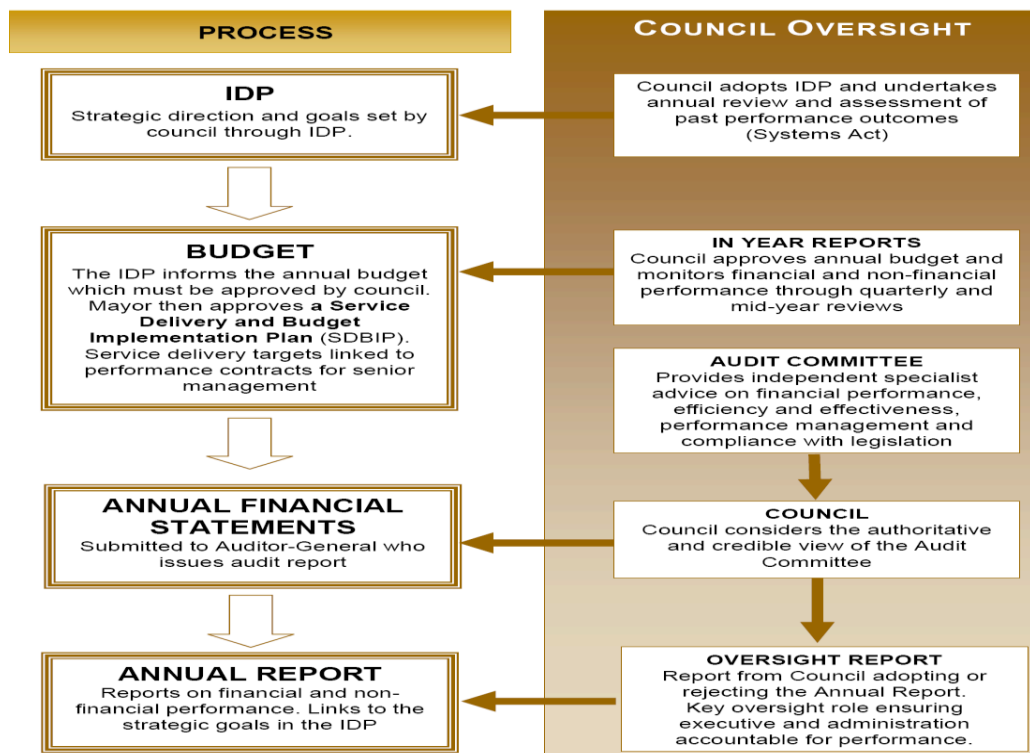 PROCESS
IDP
Strategic direction and goals set by
council through IDP.
BUDGET
The IDP informs the annual budget
which must be approved by council.
Mayor then approves a Service
Delivery and Budget
Implementation Plan (SDBIP).
Service delivery targets linked to
performance contracts for senior
management
ANNUAL FINANCIAL
STATEMENTS
Submitted to Auditor-General who
issues audit report
ANNUAL REPORT
Reports on financial and non-
financial performance. Links to
the strategic goals in the IDP
COUNCIL OVERSIGHT
Council adopts IDP and undertakes
annual review and assessment of
past performance outcomes
(Systems Act)
IN YEAR REPORTS
Council approves annual budget and
monitors financial and non-financial
performance through quarterly and
mid-year reviews
AUDIT COMMITTEE
Provides independent specialist
advice on financial performance,
efficiency and effectiveness,
performance management and
compliance with legislation
COUNCIL
Council considers the authoritative
and credible view of the Audit
Committee
OVERSIGHT REPORT
Report from Council adopting or
rejecting the Annual Report.
Key oversight role ensuring
executive and administration
accountable for performance.